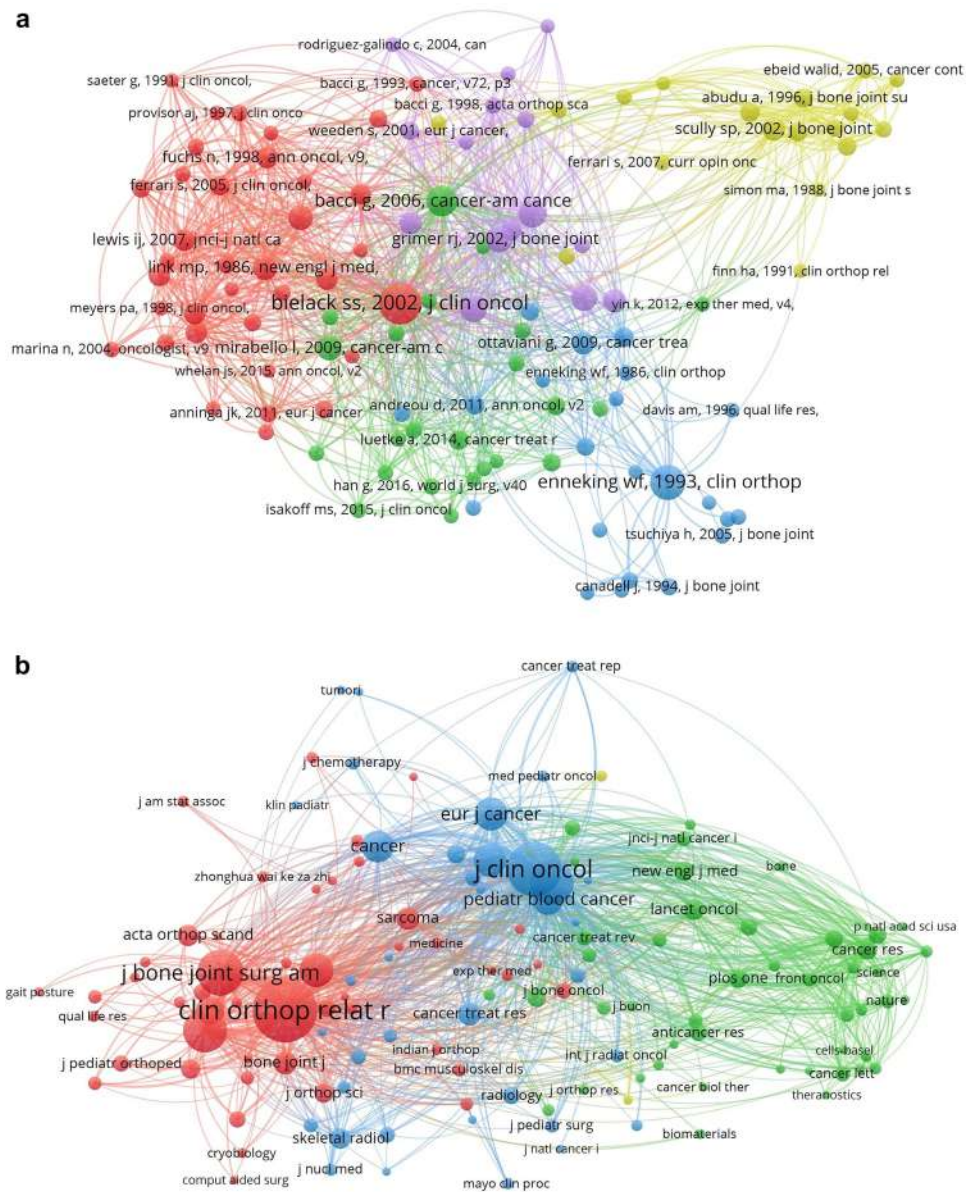 a
rodriguez-galindo c, 2004, can
saeter g, 1991, j clin oncol,
bacci g, 1993, cancer, v72, p3
ebeid walid, 2005, cancer cont
provisor aj, 1997, j clin onco
bacci g, 1998, acta orthop sca
abudu a, 1996, j bone joint su
weeden s, 2001, eur j cancer,
scully sp, 2002, j bone joint
fuchs n, 1998, ann oncol, v9,
ferrari s, 2007, curr opin onc
ferrari s, 2005, j clin oncol,
simon ma, 1988, j bone joint s
bacci g, 2006, cancer-am cance
lewis ij, 2007, jnci-j natl ca
grimer rj, 2002, j bone joint
link mp, 1986, new engl j med,
finn ha, 1991, clin orthop rel
bielack ss, 2002, j clin oncol
yin k, 2012, exp ther med, v4,
meyers pa, 1998, j clin oncol,
marina n, 2004, oncologist, v9
mirabello l, 2009, cancer-am c
ottaviani g, 2009, cancer trea
whelan js, 2015, ann oncol, v2
enneking wf, 1986, clin orthop
anninga jk, 2011, eur j cancer
andreou d, 2011, ann oncol, v2
davis am, 1996, qual life res,
luetke a, 2014, cancer treat r
han g, 2016, world j surg, v40
enneking wf, 1993, clin orthop
isakoff ms, 2015, j clin oncol
tsuchiya h, 2005, j bone joint
canadell j, 1994, j bone joint
b
cancer treat rep
tumori
j chemotherapy
med pediatr oncol
j am stat assoc
klin padiatr
eur j cancer
cancer
jnci-j natl cancer i
zhonghua wai ke za zhi
j clin oncol
new engl j med
bone
pediatr blood cancer
lancet oncol
sarcoma
acta orthop scand
medicine
cancer treat rev
p natl acad sci usa
cancer res
j bone joint surg am
exp ther med
plos one
front oncol
science
gait posture
j bone oncol
nature
clin orthop relat r
qual life res
cancer treat res
j buon
anticancer res
indian j orthop
int j radiat oncol
cells-basel
j pediatr orthoped
bone joint j
bmc musculoskel dis
cancer lett
j orthop sci
radiology
j orthop res
cancer biol ther
theranostics
skeletal radiol
j pediatr surg
biomaterials
cryobiology
j nucl med
j natl cancer i
comput aided surg
mayo clin proc